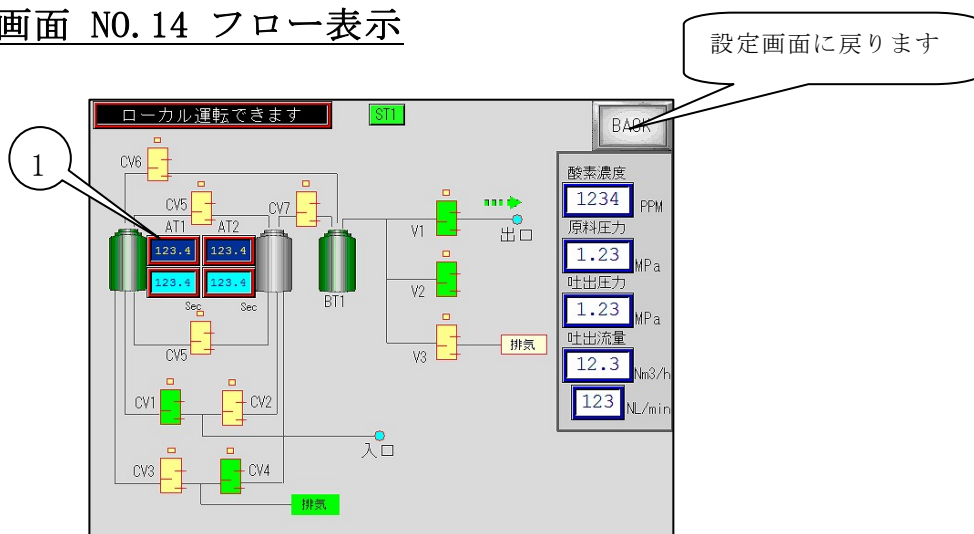 画面 NO.14 フロー表示
設定画面に戻ります
ローカル運転できます
ST1
BACK
1
CV6
CV5
CV7
AT1
AT2
123.4
123.4
123.4
123.4
Sec
Sec
BT1
CV5
CV1
CV2
CV3
CV4
排気
入口
V1
出口
V2
V3
排気
酸素濃度
1234 PPM
原料圧力
1.23 MPa
吐出圧力
1.23 MPa
吐出流量
12.3 Nm3/h
123 NL/min